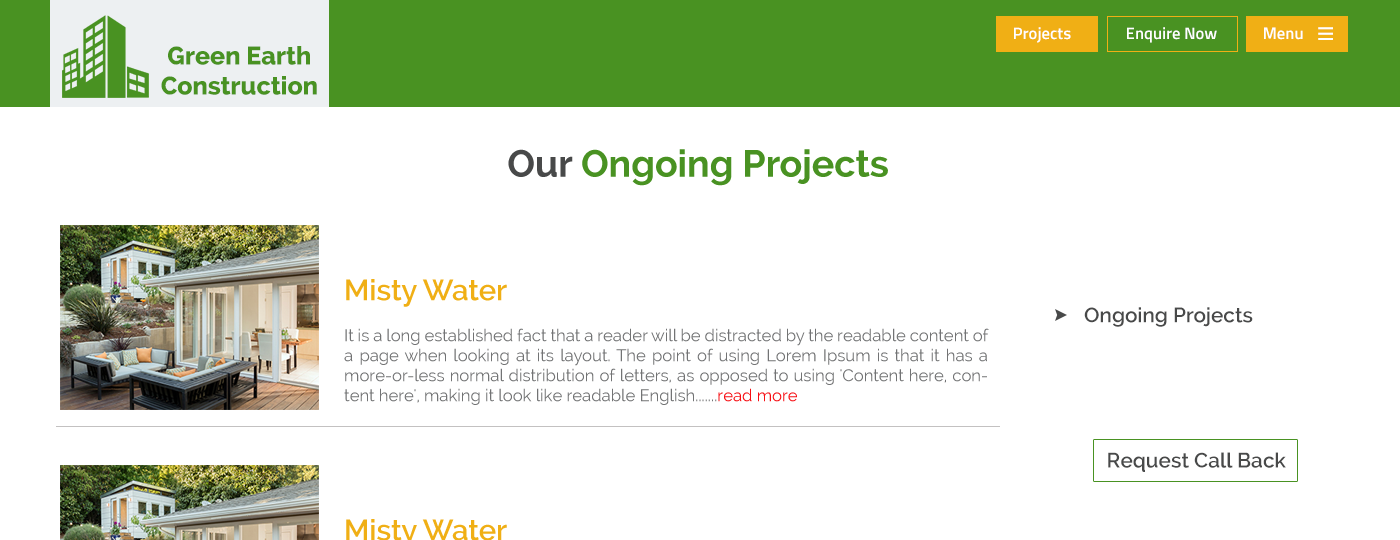 Green Earth
Construction
Projects
Enquire Now
Menu
Our Ongoing Projects
Misty Water
It is a long established fact that a reader will be distracted by the readable content of
a page when looking at its layout. The point of using Lorem Ipsum is that it has a
more-or-less normal distribution of letters, as opposed to using 'Content here, con-
tent here', making it look like readable English.......read more
Ongoing Projects
Request Call Back
Misty Water